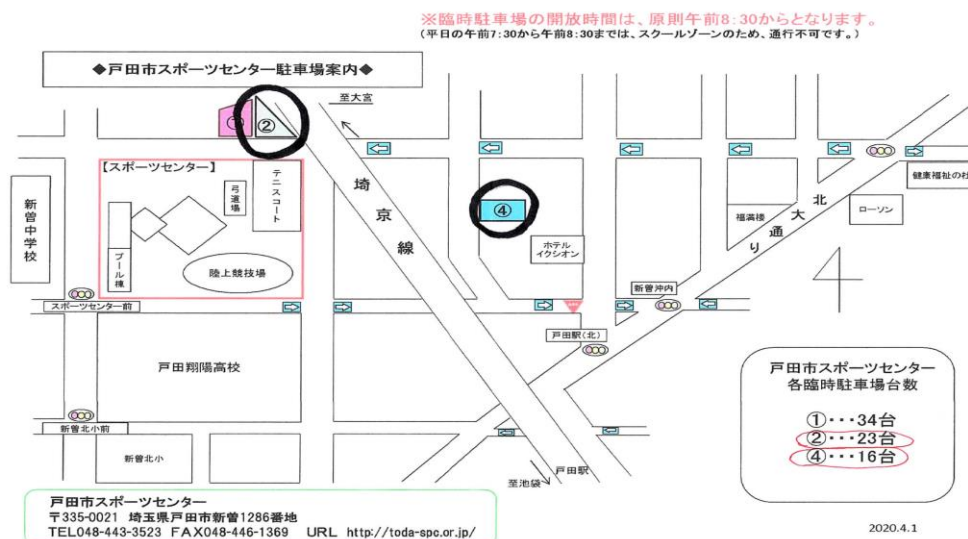 ※臨時駐車場の開放時間は、原則午前8:30からとなります。
(平日の午前7:30から午前8:30までは、スクールゾーンのため、通行不可です。)
◆戸田市スポーツセンター駐車場案内◆
至大宮
①
②
【スポーツセンター】
テニスコート
弓道場
プール棟
陸上競技場
新曽中学校
埼京線
④
ホテル
イクシオン
福満楼
北大通り
ローソン
健康福祉の杜
新曽沖内
スポーツセンター前
戸田駅(北)
戸田翔陽高校
新曽北小前
新曽北小
戸田駅
至池袋
戸田市スポーツセンター
各臨時駐車場台数
①・・・34台
②・・・23台
④・・・16台
戸田市スポーツセンター
〒335-0021 埼玉県戸田市新曽1286番地
TEL048-443-3523 FAX048-446-1369 URL http://toda-spc.or.jp/
2020.4.1